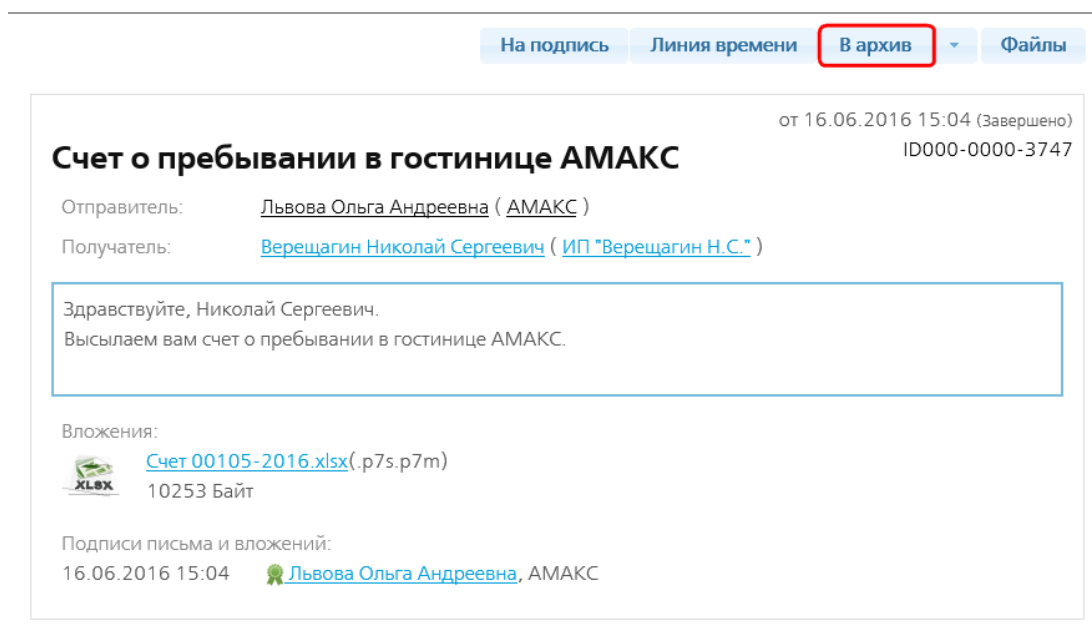 На подпись Линия времени В архив Файлы
от 16.06.2016 15:04 (Завершено)
Счет о пребывании в гостинице АМАКС ID000-0000-3747
Отправитель: Львова Ольга Андреевна ( АМАКС )
Получатель: Верещагин Николай Сергеевич ( ИП "Верещагин Н.С." )
Здравствуйте, Николай Сергеевич.
Высылаем вам счет о пребывании в гостинице АМАКС.
Вложения:
Счет 00105-2016.xlsx(.p7s.p7m)
XLSX
10253 Байт
Подписи письма и вложений:
16.06.2016 15:04 Львова Ольга Андреевна, АМАКС